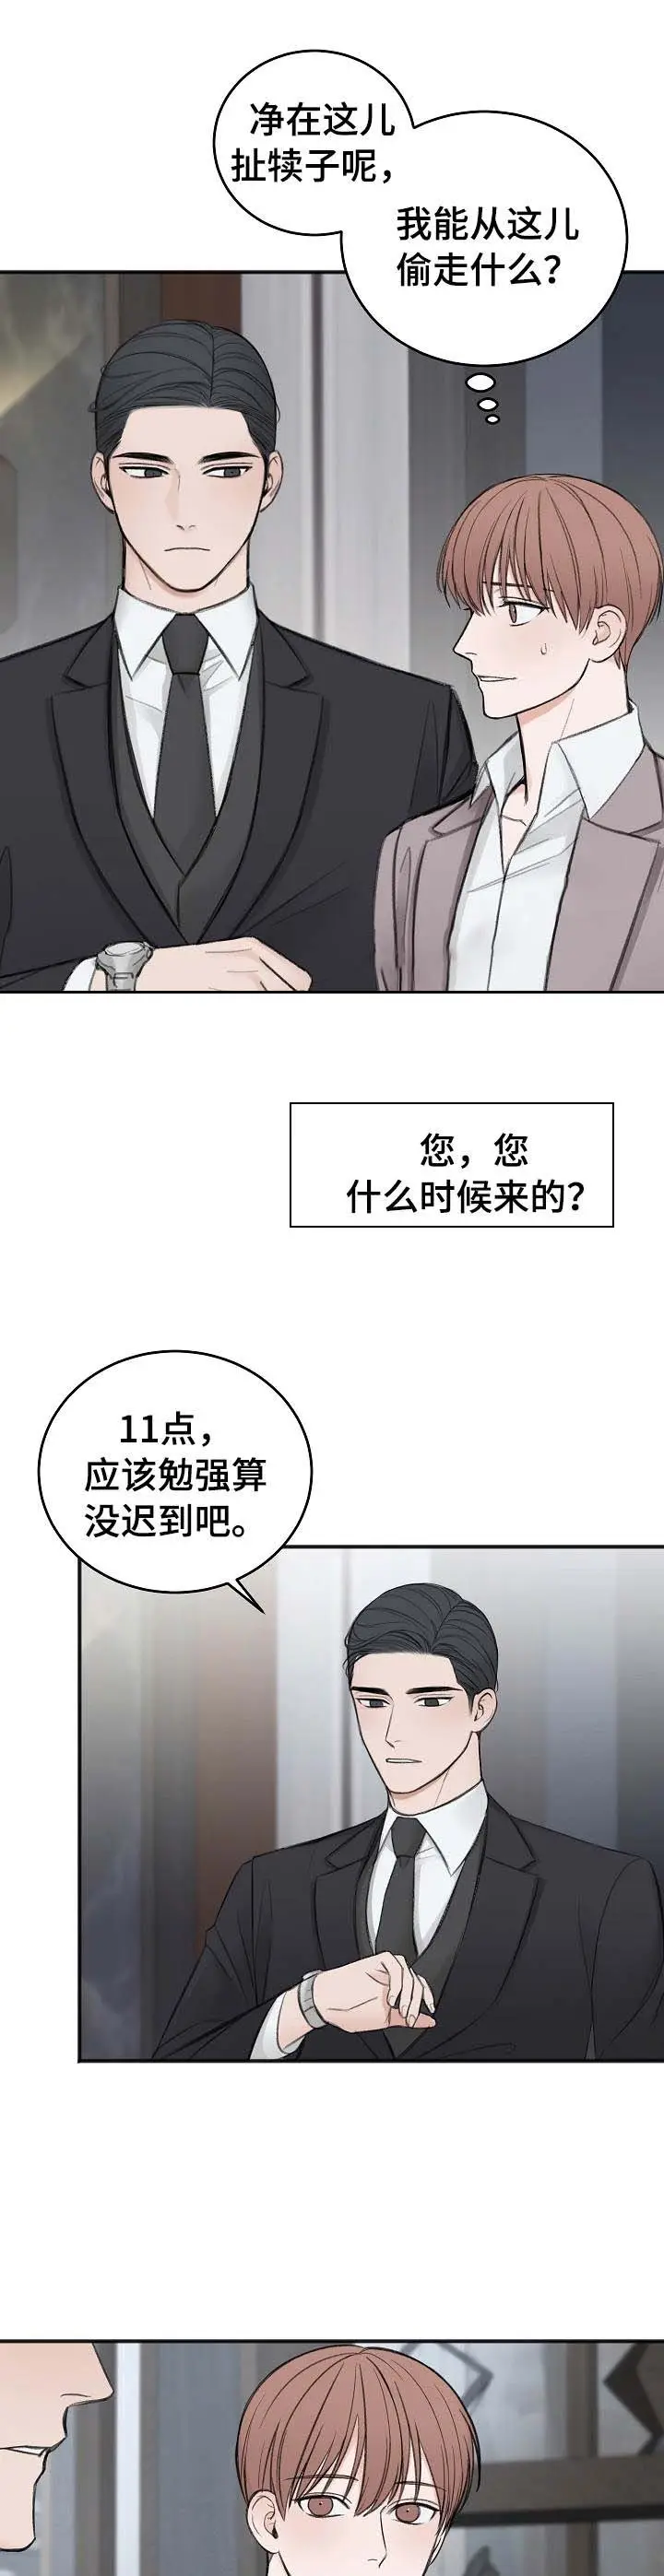 净在这儿
扯犊子呢，
我能从这儿
偷走什么？
您，您
什么时候来的？
11点，
应该勉强算
没迟到吧。